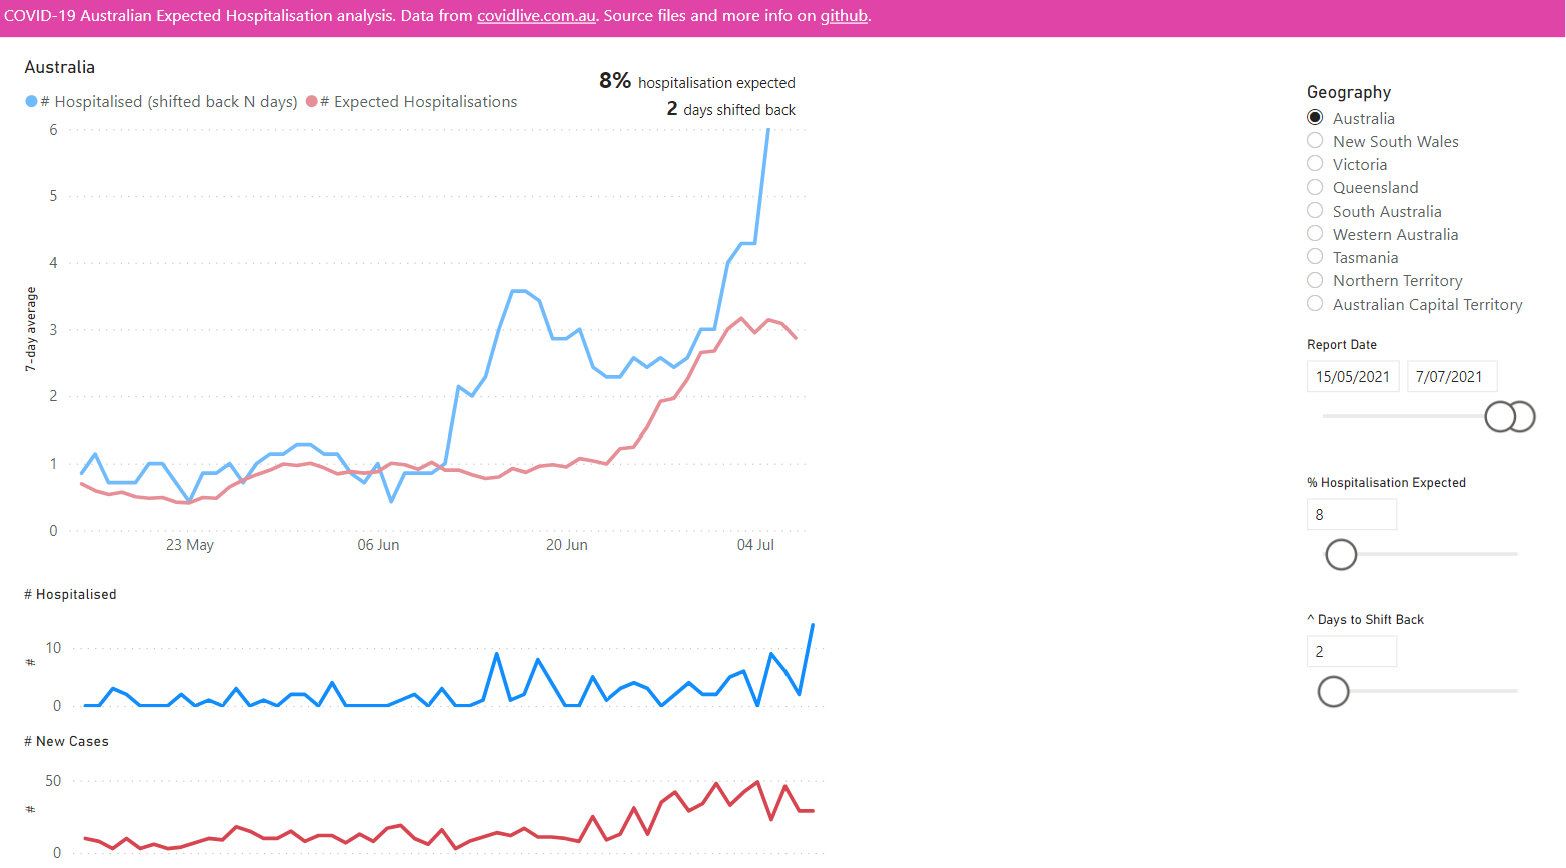 COVID-19 Australian Expected Hospitalisation analysis. Data from covidlive.com.au. Source files and more info on github.
Australia
8% hospitalisation expected
2 days shifted back
# Hospitalised (shifted back N days) # Expected Hospitalisations
6
5
4
3
2
1
0
7-day average
23 May 06 Jun 20 Jun 04 Jul
# Hospitalised
10
0
#
# New Cases
50
0
#
Geography
Australia
New South Wales
Victoria
Queensland
South Australia
Western Australia
Tasmania
Northern Territory
Australian Capital Territory
Report Date
15/05/2021 7/07/2021
% Hospitalisation Expected
8
^ Days to Shift Back
2